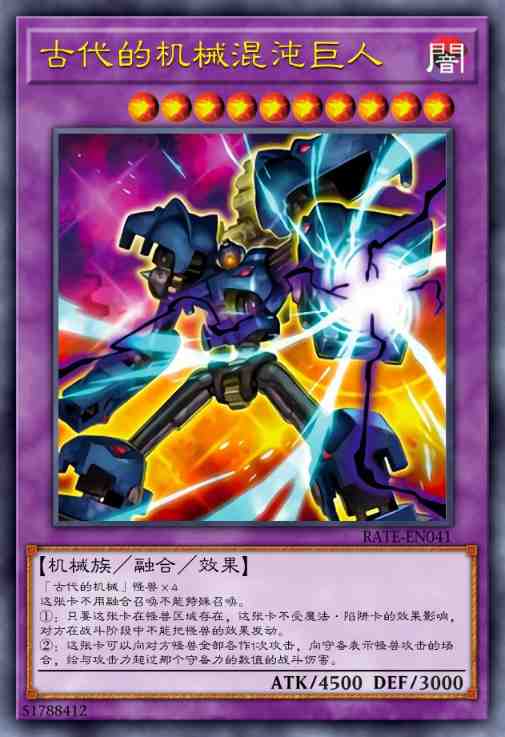 古代的机械混沌巨人
闇
RATE-EN041
【机械族／融合／效果】
「古代的机械」怪兽×4
这张卡不用融合召唤不能特殊召唤。
①：只要这张卡在怪兽区域存在，这张卡不受魔法·陷阱卡的效果影响，
对方在战斗阶段中不能把怪兽的效果发动。
②：这张卡可以向对方怪兽全部各作1次攻击，向守备表示怪兽攻击的场
合，给与攻击力超过那个守备力的数值的战斗伤害。
ATK/4500 DEF/3000
51788412